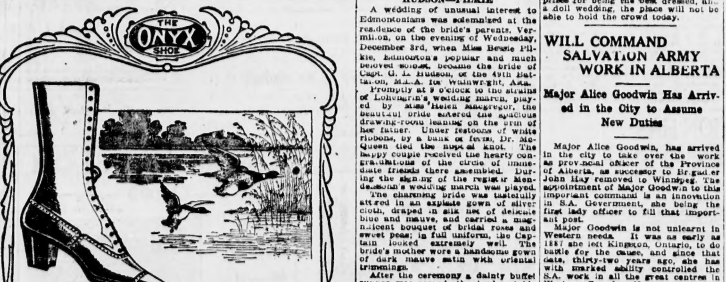 THE
ONYX
SHOE
HUDSON—PILKIE
A wedding of unusual interest to
Edmontonians was solemnized at the
residence of the bride's parents, Ver-
milion, on the evening of Wednesday,
December 3rd, when Miss Bessie Pil-
kie, Edmonton's popular and much
beloved soloist, became the bride of
Capt. G. L. Hudson, of the 49th Bat-
talion, M.L.A. for Wainwright, Alta.
Promptly at 9 o'clock to the strains
of Lohengrin's wedding march, play-
ed by Miss Helen Macgregor, the
beautiful bride entered the spacious
drawing-room leaning on the arm of
her father. Under festoons of white
ribbons, by a bank of ferns, Dr. Mc-
Queen tied the nuptial knot. The
happy couple received the hearty con-
gratulations of the circle of imme-
diate friends there assembled. Dur-
ing the signing of the register Men-
delssohn's wedding march was played.
The charming bride was tastefully
attired in an exquisite gown of silver
cloth, draped in silk net of delicate
blue and mauve, and carried a mag-
nificent bouquet of bridal roses and
sweet peas; in full uniform, the Cap-
tain looked extremely well. The
bride's mother wore a handsome gown
of dark mauve satin with oriental
trimmings.
After the ceremony a dainty buffet
prizes for being the best dressed, and
a doll wedding, the place will not be
able to hold the crowd today.
WILL COMMAND
SALVATION ARMY
WORK IN ALBERTA
Major Alice Goodwin Has Arriv-
ed in the City to Assume
New Duties
Major Alice Goodwin, has arrived
in the city to take over the work
as provincial officer of the Province
of Alberta, as successor to Brigadier
John Hay removed to Winnipeg. The
appointment of Major Goodwin to this
important command is an innovation
in S.A. Government, she being the
first lady officer to fill that import-
ant post.
Major Goodwin is not unlearnt in
Western needs. It was as early as
1887 she left Kingston, Ontario, to do
battle for the cause, and since that
date, thirty-two years ago, she has
with marked ability controlled the
S.A. work in all the great centres in